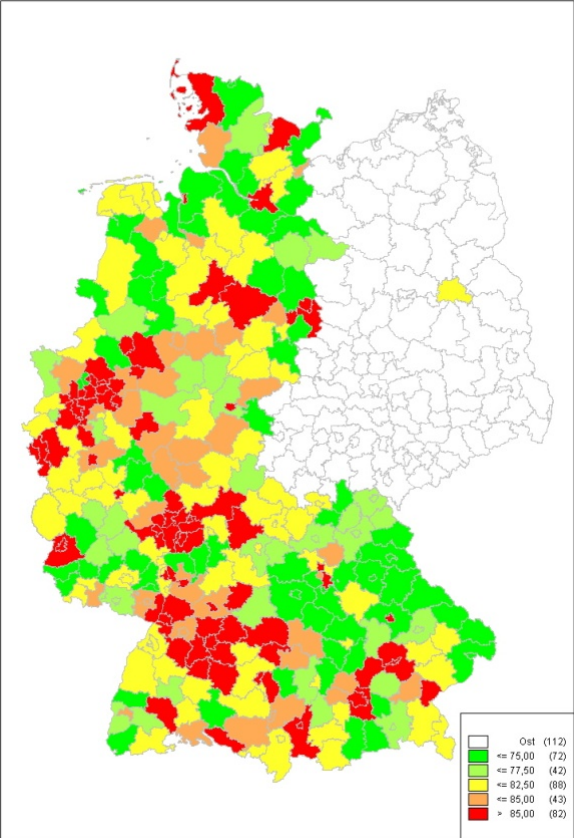 Ost (112)
<= 75,00 (72)
<= 77,50 (42)
<= 82,50 (88)
<= 85,00 (43)
> 85,00 (82)